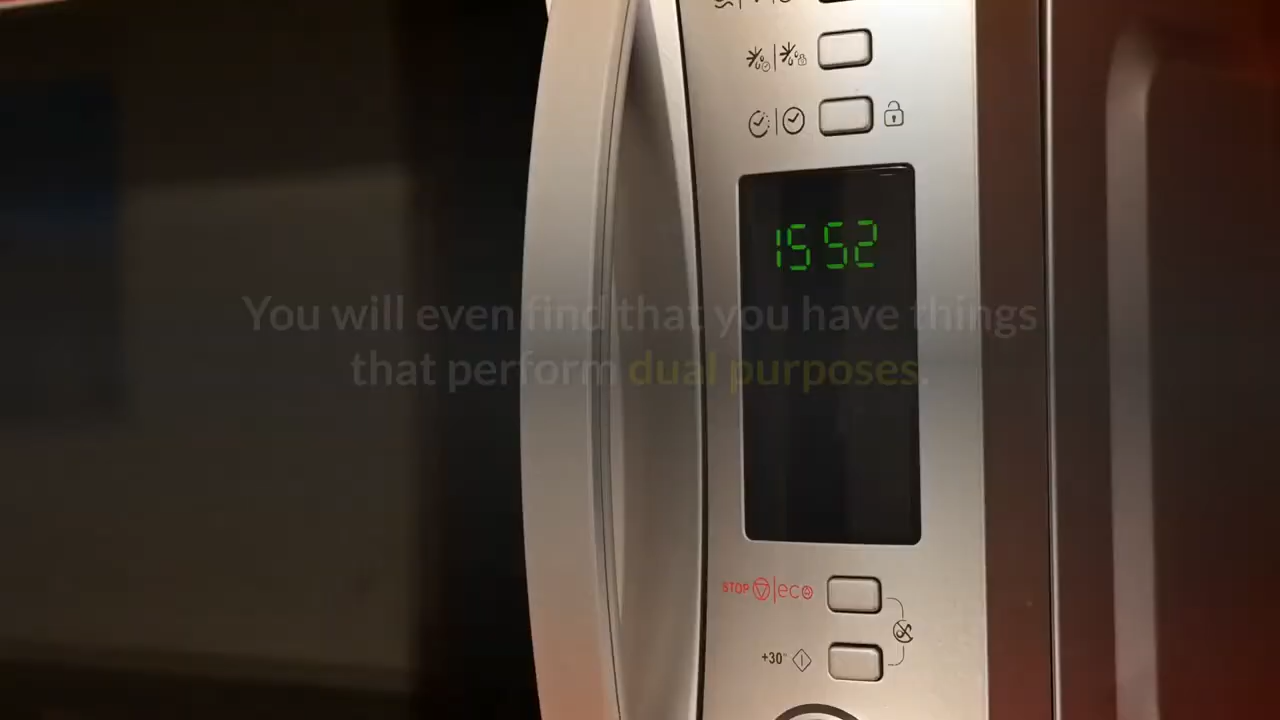 1552
You will even find that you have things
that perform dual purposes.
STOP eco
+30"